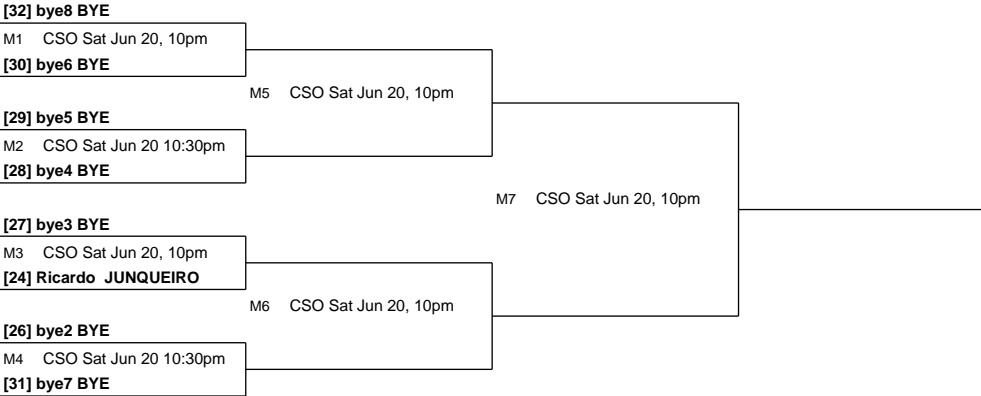 [32] bye8 BYE
M1 CSO Sat Jun 20, 10pm
[30] bye6 BYE
M5 CSO Sat Jun 20, 10pm
[29] bye5 BYE
M2 CSO Sat Jun 20 10:30pm
[28] bye4 BYE
M7 CSO Sat Jun 20, 10pm
[27] bye3 BYE
M3 CSO Sat Jun 20, 10pm
[24] Ricardo JUNQUEIRO
M6 CSO Sat Jun 20, 10pm
[26] bye2 BYE
M4 CSO Sat Jun 20 10:30pm
[31] bye7 BYE